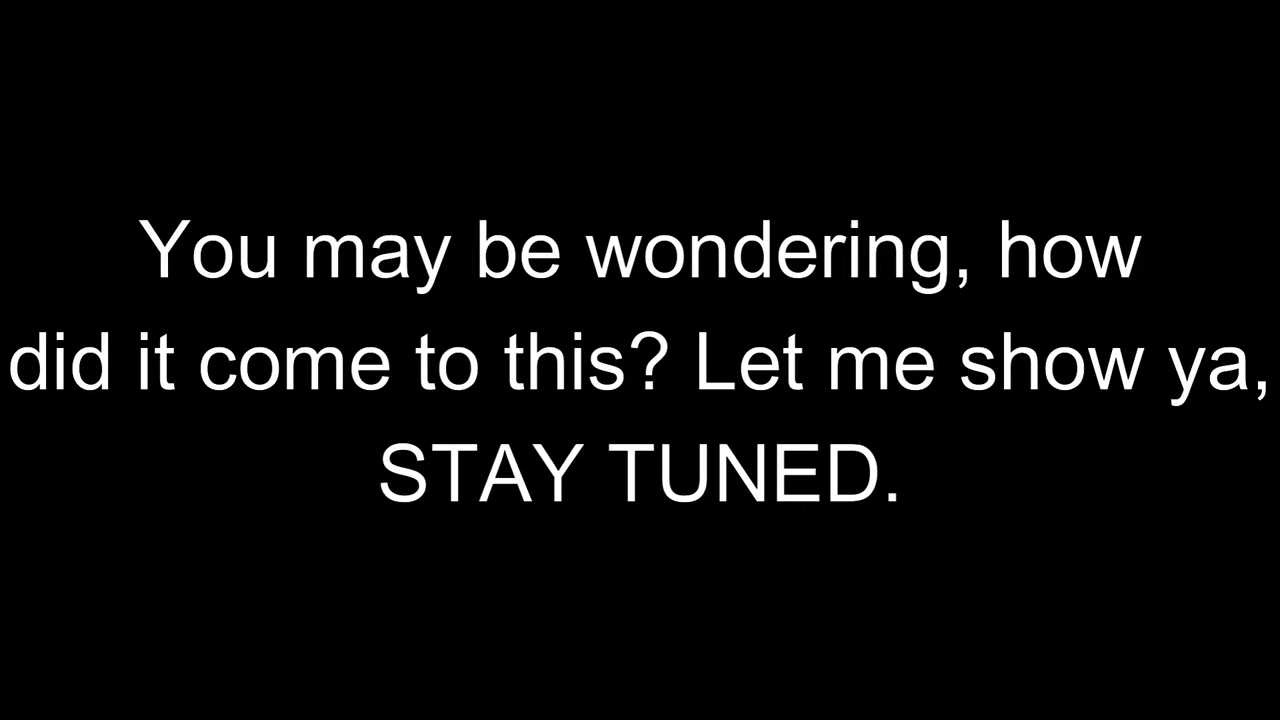 You may be wondering, how
did it come to this? Let me show ya,
STAY TUNED.